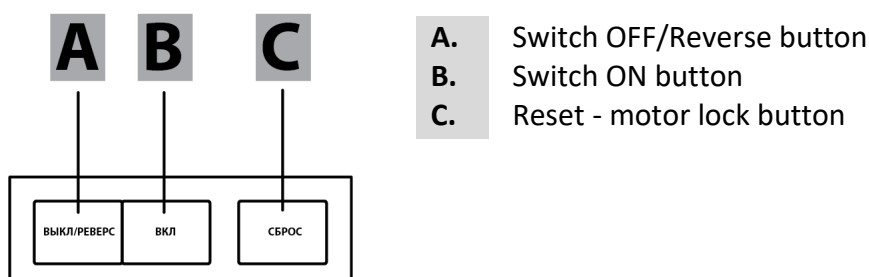 A B C
A. Switch OFF/Reverse button
B. Switch ON button
C. Reset - motor lock button
ВЫКЛ/РЕВЕРС ВКЛ СБРОС